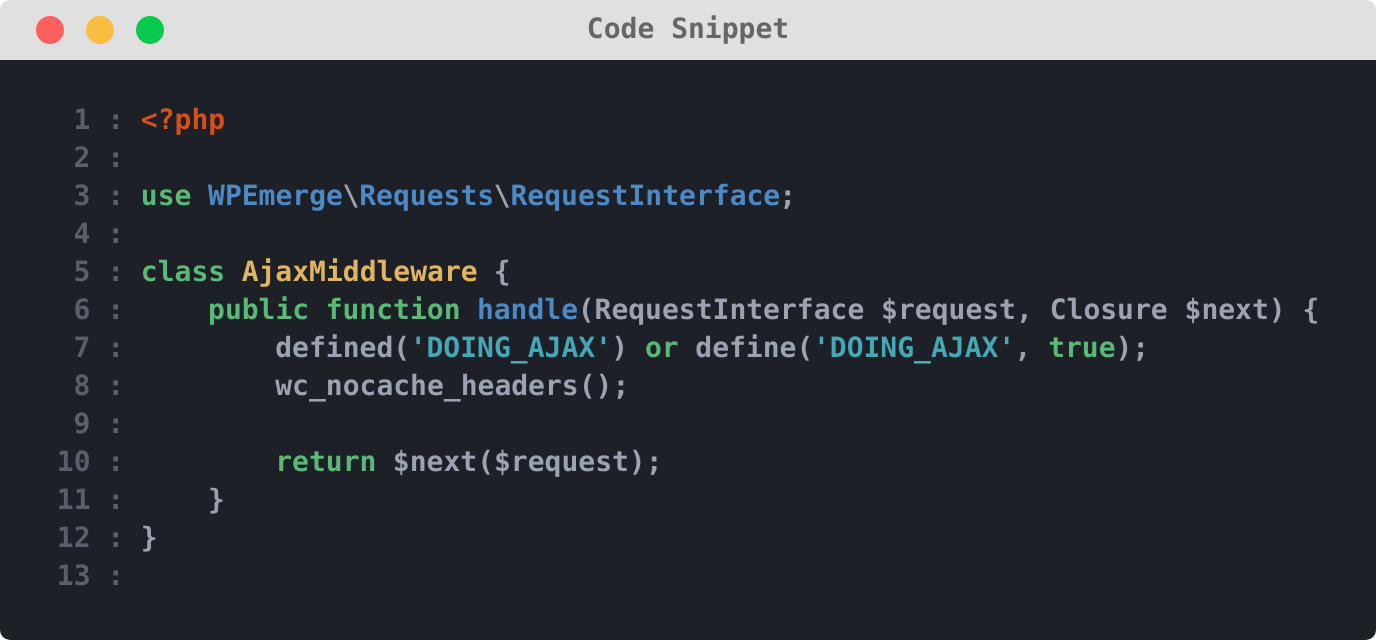 Code Snippet
1 : <?php
2 :
3 : use WPEmerge\Requests\RequestInterface;
4 :
5 : class AjaxMiddleware {
6 :     public function handle(RequestInterface $request, Closure $next) {
7 :         defined('DOING_AJAX') or define('DOING_AJAX', true);
8 :         wc_nocache_headers();
9 :
10 :         return $next($request);
11 :     }
12 : }
13 :